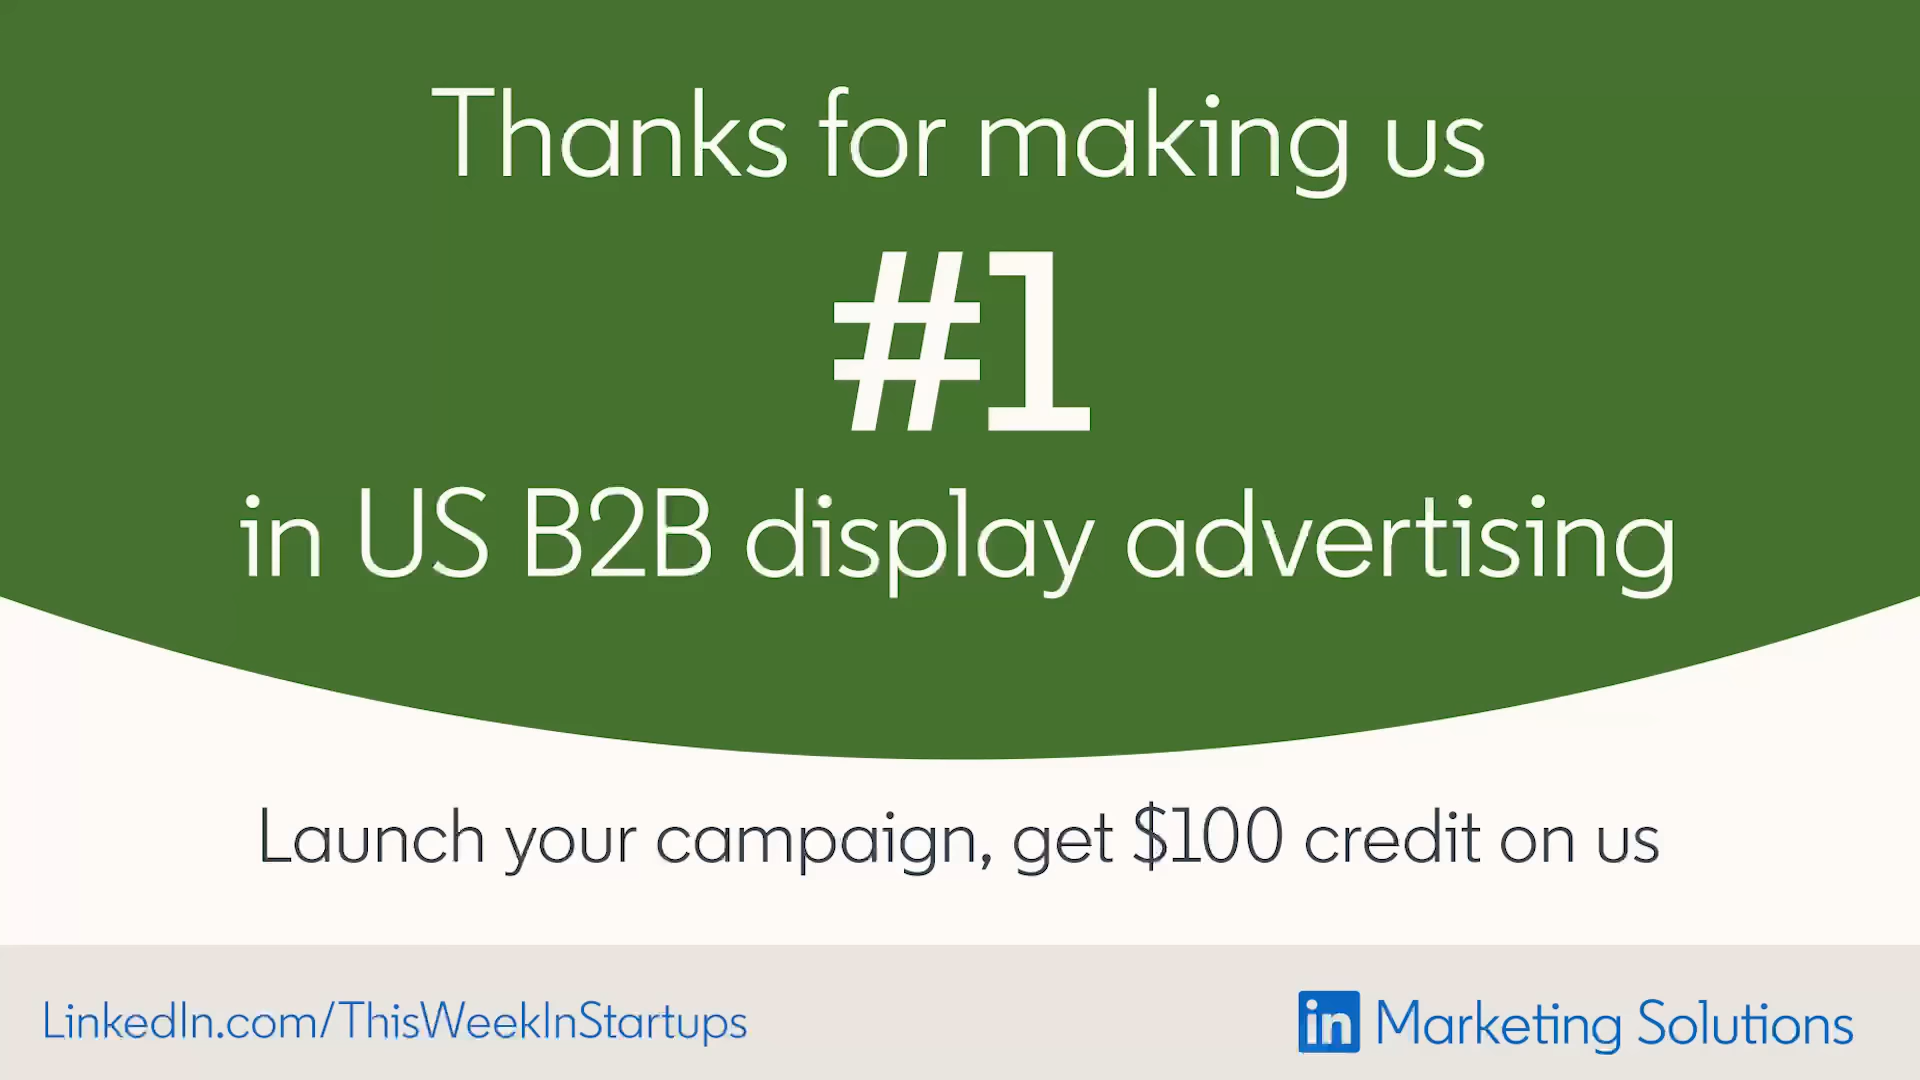 Thanks for making us
#1
in US B2B display advertising
Launch your campaign, get $100 credit on us
LinkedIn.com/ThisWeekInStartups
in Marketing Solutions